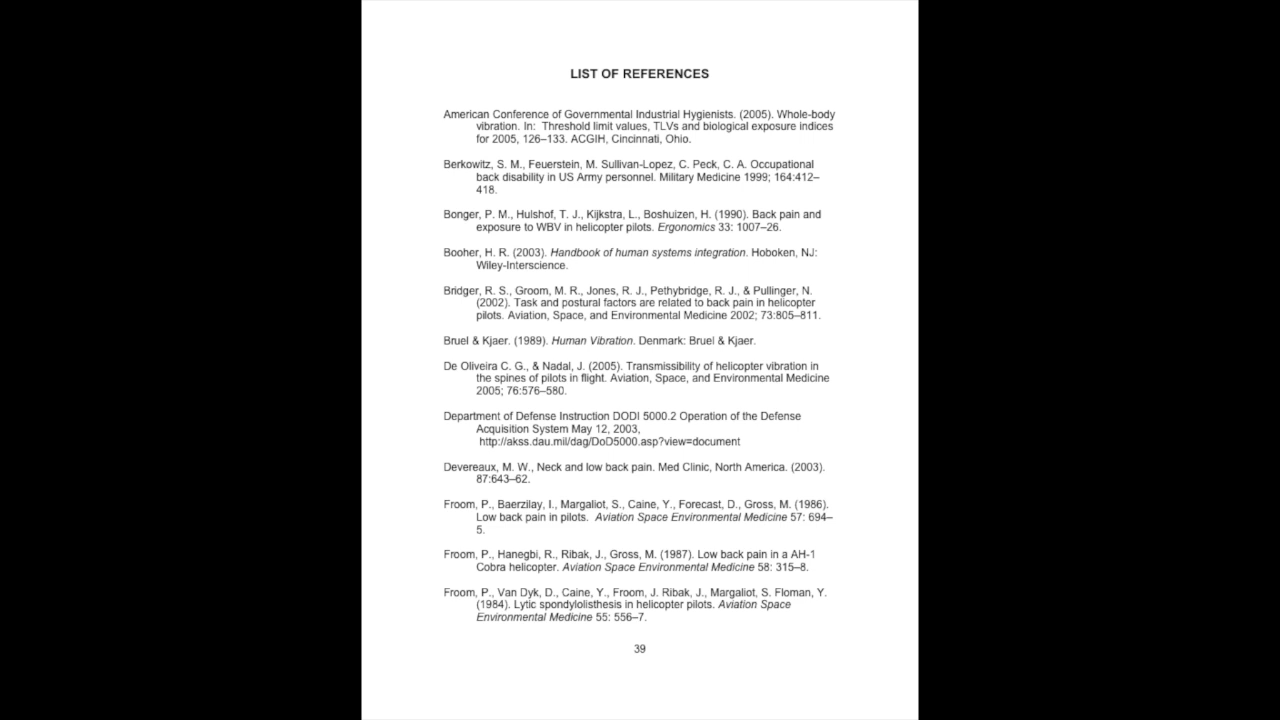 LIST OF REFERENCES
American Conference of Governmental Industrial Hygienists. (2005). Whole-body
vibration. In: Threshold limit values, TLVs and biological exposure indices
for 2005, 126–133. ACGIH, Cincinnati, Ohio.
Berkowitz, S. M., Feuerstein, M. Sullivan-Lopez, C. Peck, C. A. Occupational
back disability in US Army personnel. Military Medicine 1999; 164:412–
418.
Bonger, P. M., Hulshof, T. J., Kijkstra, L., Boshuizen, H. (1990). Back pain and
exposure to WBV in helicopter pilots. Ergonomics 33: 1007–26.
Booher, H. R. (2003). Handbook of human systems integration. Hoboken, NJ:
Wiley-Interscience.
Bridger, R. S., Groom, M. R., Jones, R. J., Pethybridge, R. J., & Pullinger, N.
(2002). Task and postural factors are related to back pain in helicopter
pilots. Aviation, Space, and Environmental Medicine 2002; 73:805–811.
Bruel & Kjaer. (1989). Human Vibration. Denmark: Bruel & Kjaer.
De Oliveira C. G., & Nadal, J. (2005). Transmissibility of helicopter vibration in
the spines of pilots in flight. Aviation, Space, and Environmental Medicine
2005; 76:576–580.
Department of Defense Instruction DODI 5000.2 Operation of the Defense
Acquisition System May 12, 2003,
http://akss.dau.mil/dag/DoD5000.asp?view=document
Devereaux, M. W., Neck and low back pain. Med Clinic, North America. (2003).
87:643–62.
Froom, P., Baerzilay, I., Margaliot, S., Caine, Y., Forecast, D., Gross, M. (1986).
Low back pain in pilots. Aviation Space Environmental Medicine 57: 694–
5.
Froom, P., Hanegbi, R., Ribak, J., Gross, M. (1987). Low back pain in a AH-1
Cobra helicopter. Aviation Space Environmental Medicine 58: 315–8.
Froom, P., Van Dyk, D., Caine, Y., Froom, J. Ribak, J., Margaliot, S. Floman, Y.
(1984). Lytic spondylolisthesis in helicopter pilots. Aviation Space
Environmental Medicine 55: 556–7.
39